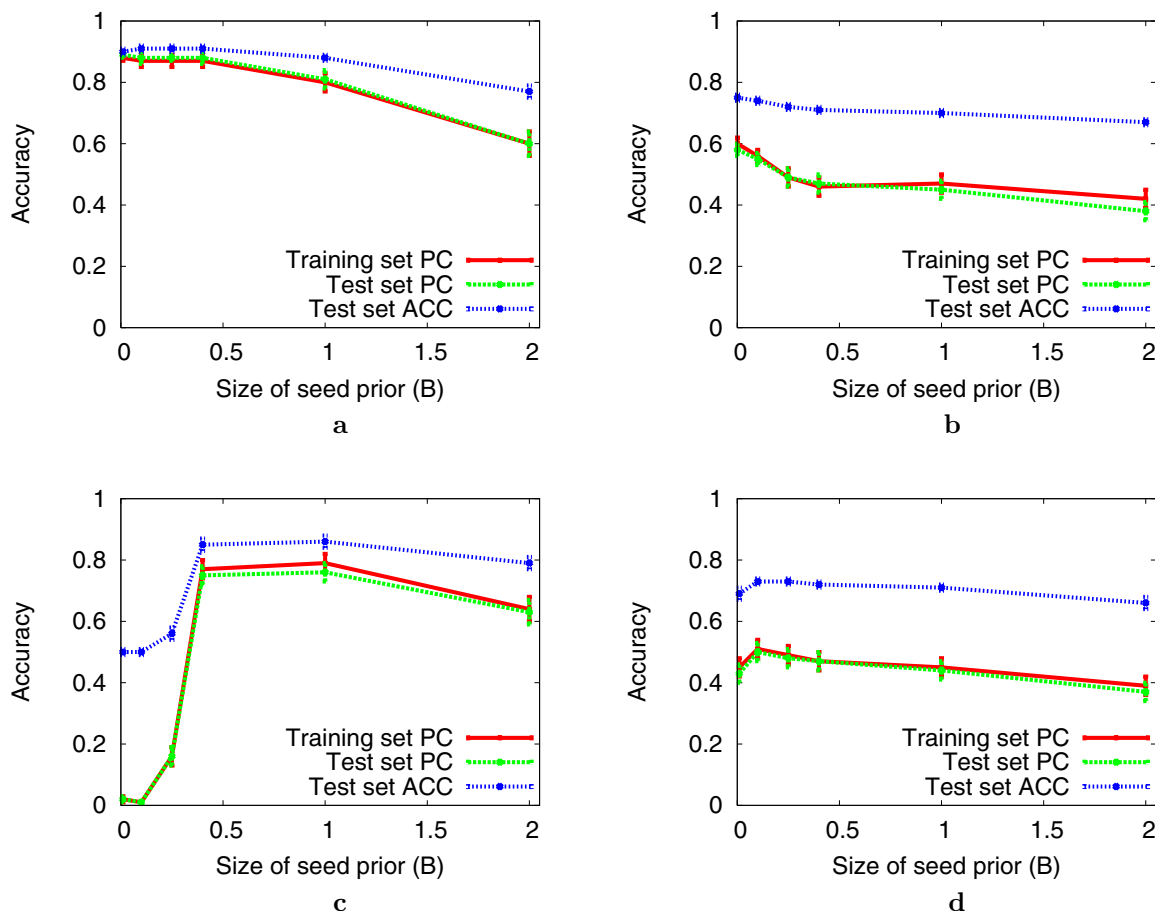 1
0.8
0.6
0.4
0.2
0
Accuracy
Training set PC
Test set PC
Test set ACC
0 0.5 1 1.5 2
Size of seed prior (B)
a
1
0.8
0.6
0.4
0.2
0
Accuracy
Training set PC
Test set PC
Test set ACC
0 0.5 1 1.5 2
Size of seed prior (B)
b
1
0.8
0.6
0.4
0.2
0
Accuracy
Training set PC
Test set PC
Test set ACC
0 0.5 1 1.5 2
Size of seed prior (B)
c
1
0.8
0.6
0.4
0.2
0
Accuracy
Training set PC
Test set PC
Test set ACC
0 0.5 1 1.5 2
Size of seed prior (B)
d